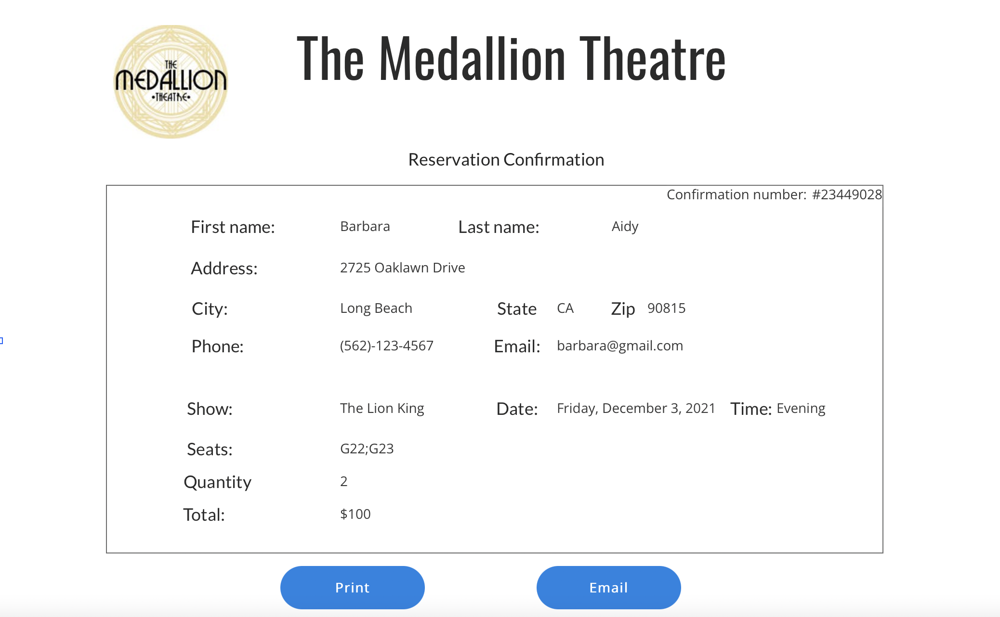 THE
MEDALLION
•THEATRE•
The Medallion Theatre
Reservation Confirmation
Confirmation number: #23449028
First name: Barbara Last name: Aidy
Address: 2725 Oaklawn Drive
City: Long Beach State CA Zip 90815
Phone: (562)-123-4567 Email: barbara@gmail.com
Show: The Lion King Date: Friday, December 3, 2021 Time: Evening
Seats: G22;G23
Quantity 2
Total: $100
Print Email